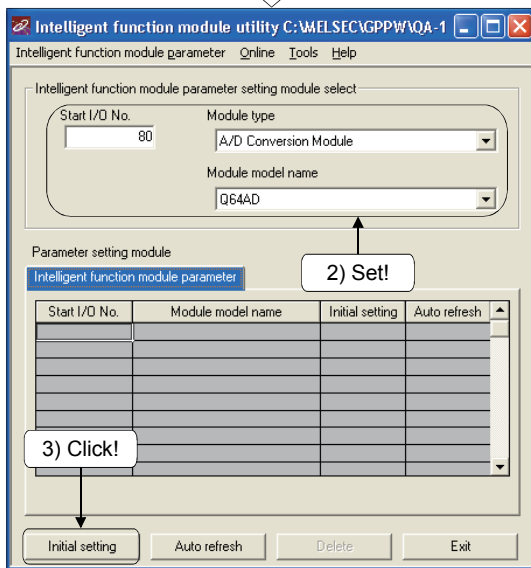 Intelligent function module utility C:\MELSEC\GPPW\QA-1
Intelligent function module parameter Online Tools Help
Intelligent function module parameter setting module select
Start I/O No. Module type
80 A/D Conversion Module
Module model name
Q64AD
2) Set!
Parameter setting module
Intelligent function module parameter
Start I/O No. Module model name Initial setting Auto refresh
3) Click!
Initial setting Auto refresh Delete Exit